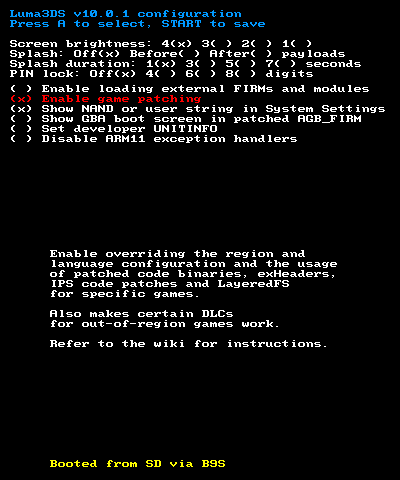 Luma3DS v10.0.1 configuration
Press A to select, START to save
Screen brightness: 4(x) 3( ) 2( ) 1( )
Splash: Off(x) Before( ) After( ) payloads
Splash duration: 1(x) 3( ) 5( ) 7( ) seconds
PIN lock: Off(x) 4( ) 6( ) 8( ) digits
( ) Enable loading external FIRMs and modules
(x) Enable game patching
(x) Show NAND or user string in System Settings
( ) Show GBA boot screen in patched AGB_FIRM
( ) Set developer UNITINFO
( ) Disable ARM11 exception handlers
Enable overriding the region and
language configuration and the usage
of patched code binaries, exHeaders,
IPS code patches and LayeredFS
for specific games.
Also makes certain DLCs
for out-of-region games work.
Refer to the wiki for instructions.
Booted from SD via B9S